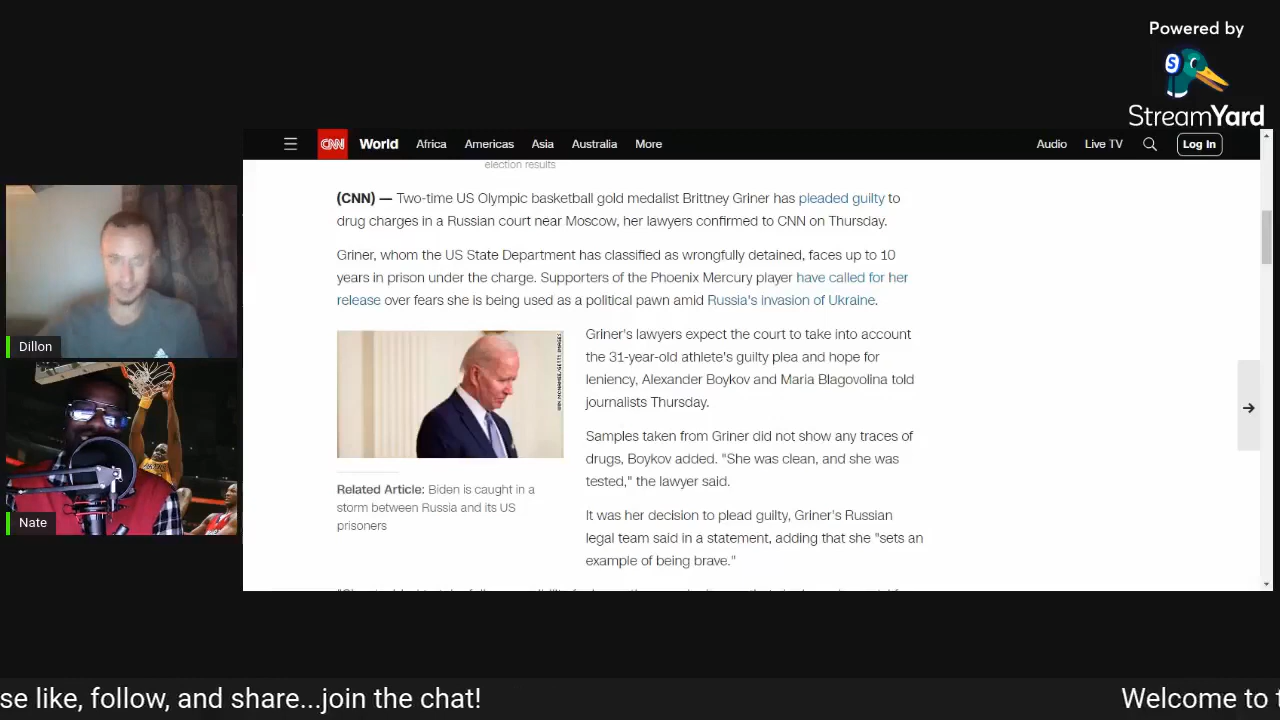 Powered by
S
StreamYard
CNN World Africa Americas Asia Australia More Audio Live TV Log In
election results
(CNN) — Two-time US Olympic basketball gold medalist Brittney Griner has pleaded guilty to
drug charges in a Russian court near Moscow, her lawyers confirmed to CNN on Thursday.
Griner, whom the US State Department has classified as wrongfully detained, faces up to 10
years in prison under the charge. Supporters of the Phoenix Mercury player have called for her
release over fears she is being used as a political pawn amid Russia's invasion of Ukraine.
Griner's lawyers expect the court to take into account
the 31-year-old athlete's guilty plea and hope for
leniency, Alexander Boykov and Maria Blagovolina told
journalists Thursday.
Samples taken from Griner did not show any traces of
drugs, Boykov added. "She was clean, and she was
tested," the lawyer said.
Related Article: Biden is caught in a
storm between Russia and its US
prisoners
It was her decision to plead guilty, Griner's Russian
legal team said in a statement, adding that she "sets an
example of being brave."
Dillon
Nate
se like, follow, and share...join the chat!
Welcome to